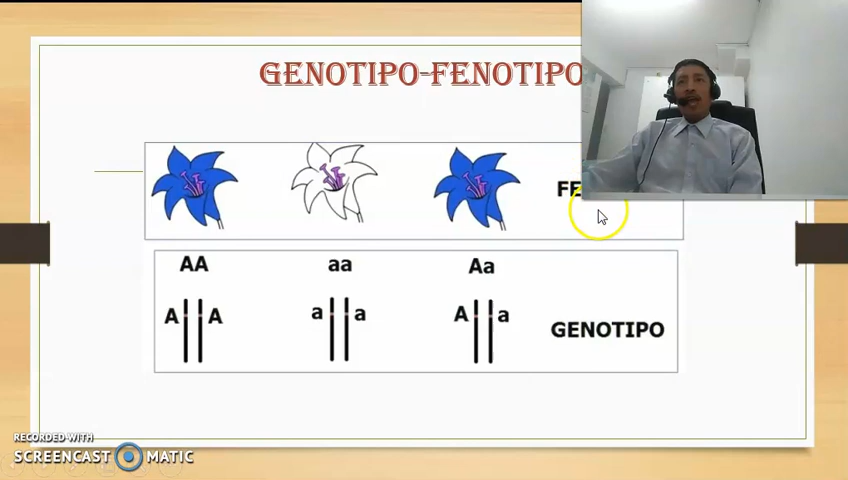 GENOTIPO-FENOTIPO
AA aa Aa
A A a a A a GENOTIPO
RECORDED WITH
SCREENCAST MATIC